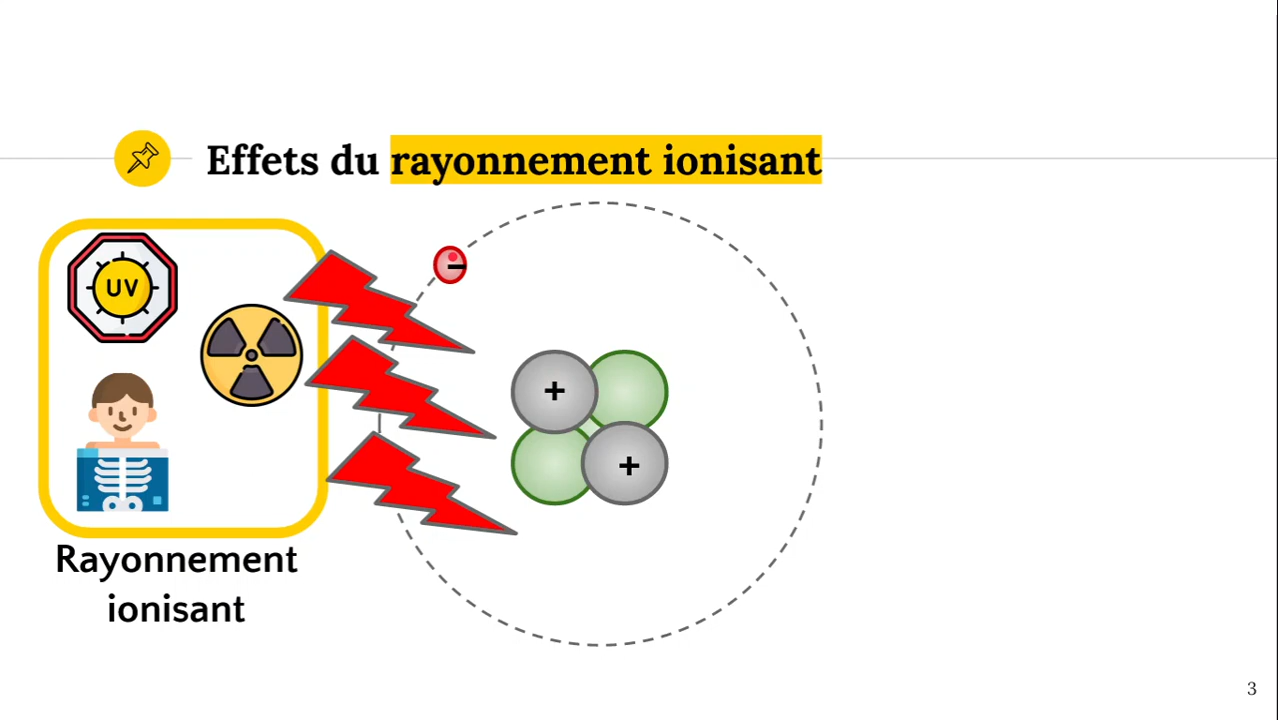 Effets du rayonnement ionisant
UV
−
+
+
Rayonnement
ionisant
3